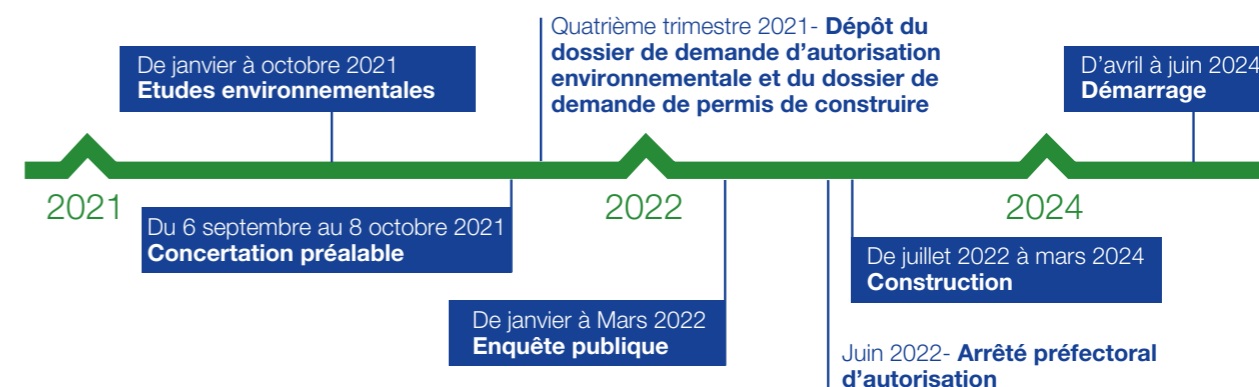 De janvier à octobre 2021
Etudes environnementales
Quatrième trimestre 2021- Dépôt du
dossier de demande d'autorisation
environnementale et du dossier de
demande de permis de construire
D'avril à juin 2024
Démarrage
2021
2022
2024
Du 6 septembre au 8 octobre 2021
Concertation préalable
De juillet 2022 à mars 2024
Construction
De janvier à Mars 2022
Enquête publique
Juin 2022- Arrêté préfectoral
d'autorisation